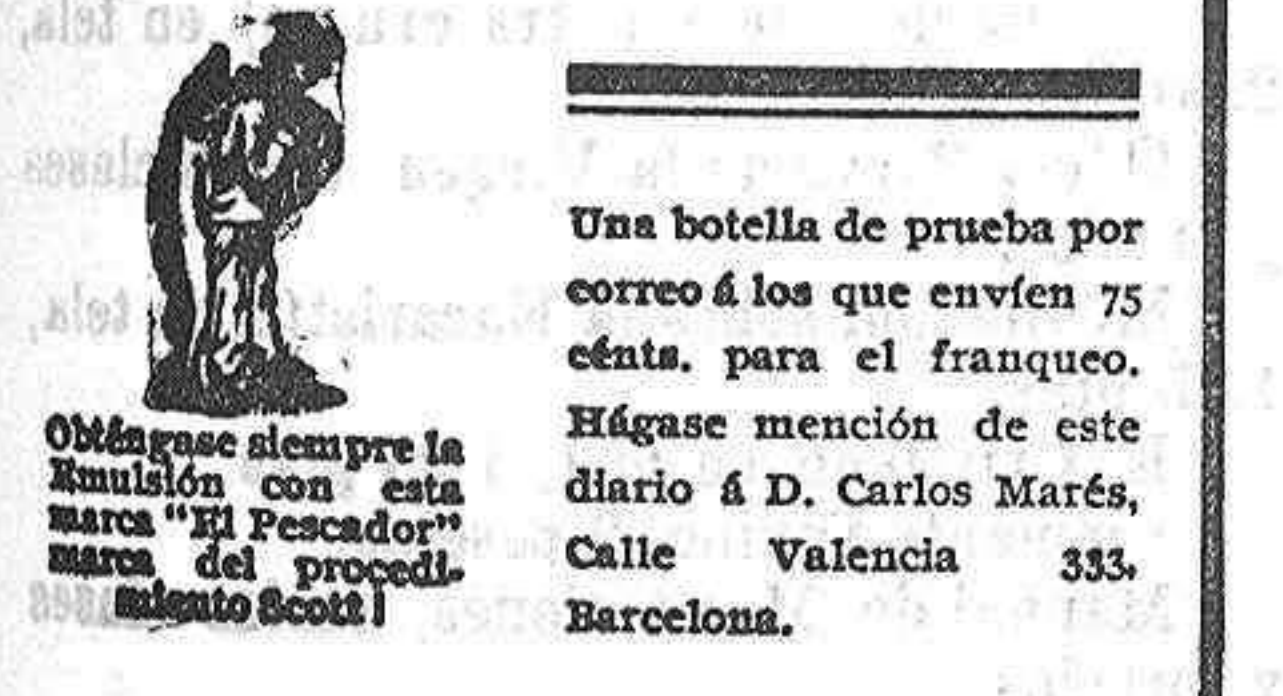 Obténgase siempre la
Emulsión con esta
marca "El Pescador"
marca del procedi-
miento Scott!
Una botella de prueba por
correo á los que envíen 75
cénts. para el franqueo.
Hágase mención de este
diario á D. Carlos Marés,
Calle Valencia 333,
Barcelona.